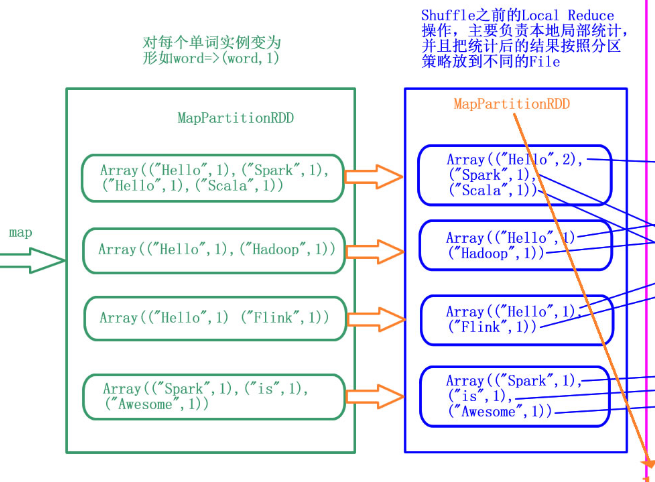 对每个单词实例变为
形如word=>(word,1)
Shuffle之前的Local Reduce
操作，主要负责本地局部统计，
并且把统计后的结果按照分区
策略放到不同的File
map
MapPartitionRDD
Array(("Hello",1),("Spark",1),
("Hello",1),("Scala",1))
Array(("Hello",1),("Hadoop",1))
Array(("Hello",1) ("Flink",1))
Array(("Spark",1),("is",1),
("Awesome",1))
MapPartitionRDD
Array(("Hello",2),
("Spark",1),
("Scala",1))
Array(("Hello",1)
("Hadoop",1))
Array(("Hello",1),
("Flink",1))
Array(("Spark",1),
("is",1),
("Awesome",1))